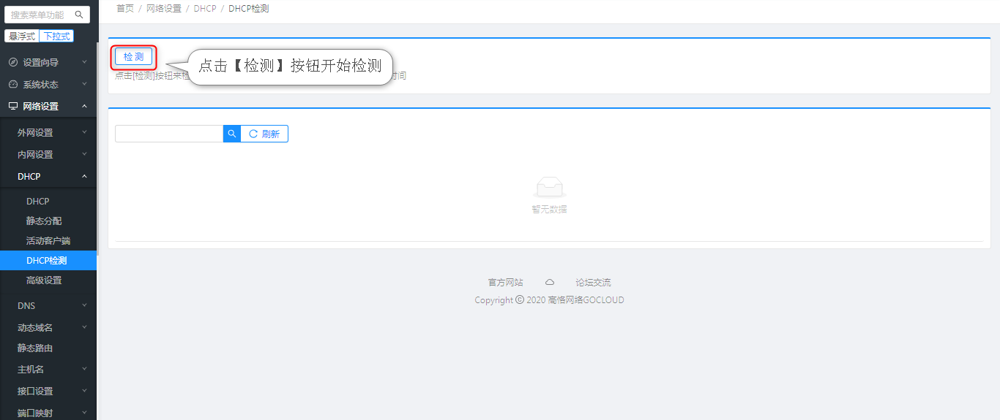 搜索菜单功能
悬浮式 下拉式
设置向导
系统状态
网络设置
外网设置
内网设置
DHCP
DHCP
静态分配
活动客户端
DHCP检测
高级设置
DNS
动态域名
静态路由
主机名
接口设置
端口映射
首页 / 网络设置 / DHCP / DHCP检测
检 测
点击【检测】按钮开始检测
点击[检测]按钮来检 时间
刷新
暂无数据
官方网站 论坛交流
Copyright © 2020 高恪网络GOCLOUD